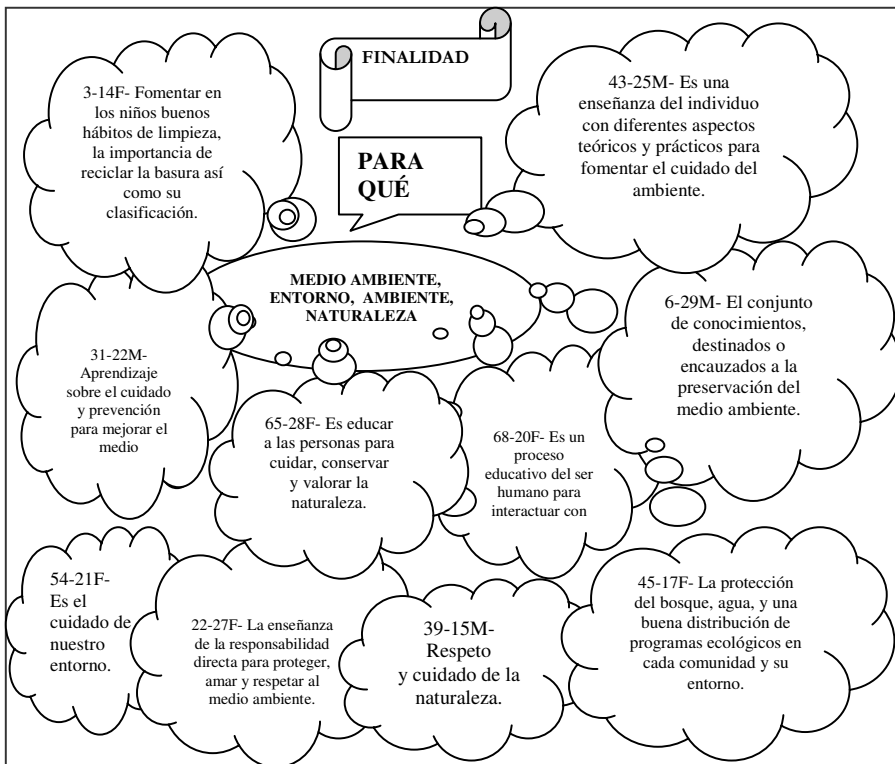 FINALIDAD
3-14F- Fomentar en
los niños buenos
hábitos de limpieza,
la importancia de
reciclar la basura así
como su
clasificación.
43-25M- Es una
enseñanza del individuo
con diferentes aspectos
teóricos y prácticos para
fomentar el cuidado del
ambiente.
PARA
QUÉ
MEDIO AMBIENTE,
ENTORNO, AMBIENTE,
NATURALEZA
6-29M- El conjunto
de conocimientos,
destinados o
encauzados a la
preservación del
medio ambiente.
31-22M-
Aprendizaje
sobre el cuidado
y prevención
para mejorar el
medio
65-28F- Es educar
a las personas para
cuidar, conservar
y valorar la
naturaleza.
68-20F- Es un
proceso
educativo del ser
humano para
interactuar con
54-21F-
Es el
cuidado de
nuestro
entorno.
22-27F- La enseñanza
de la responsabilidad
directa para proteger,
amar y respetar al
medio ambiente.
39-15M-
Respeto
y cuidado de la
naturaleza.
45-17F- La protección
del bosque, agua, y una
buena distribución de
programas ecológicos en
cada comunidad y su
entorno.